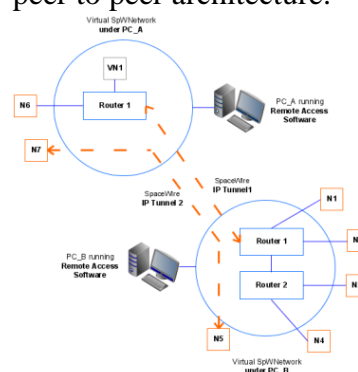 peer to peer architecture.
Virtual SpWNetwork
under PC_A
VN1
N6
Router 1
PC_A running
Remote Access
Software
N7
SpaceWire
IP Tunnel 2
SpaceWire
IP Tunnel1
N1
PC_B running
Remote Access
Software
Router 1
N
Router 2
N
N5
N4
Virtual SpWNetwork
under PC_B